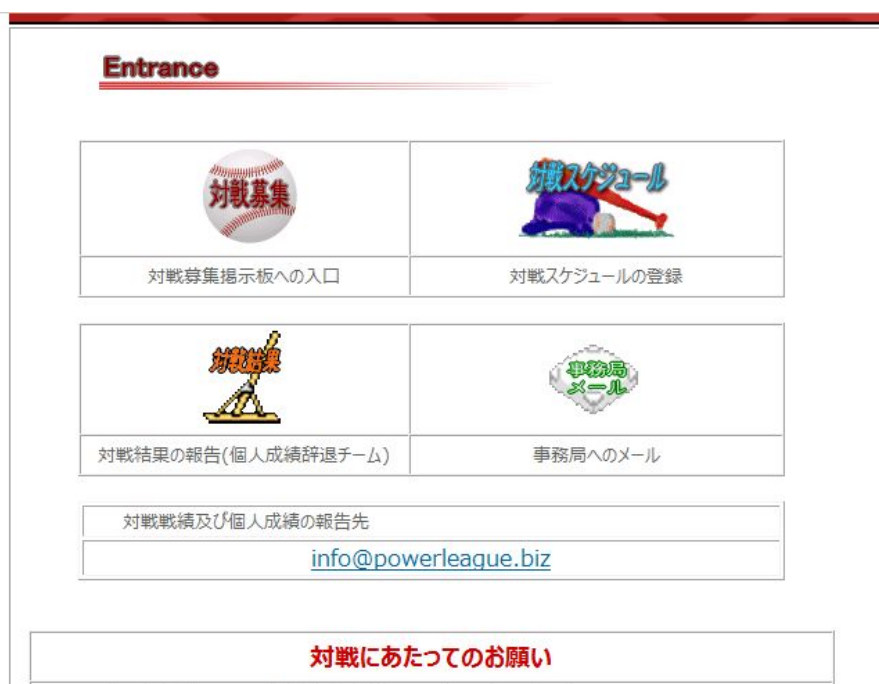 Entrance
対戦募集
対戦スケジュール
対戦募集掲示板への入口
対戦スケジュールの登録
対戦結果
事務局
メール
対戦結果の報告(個人成績辞退チーム)
事務局へのメール
対戦戦績及び個人成績の報告先
info@powerleague.biz
対戦にあたってのお願い